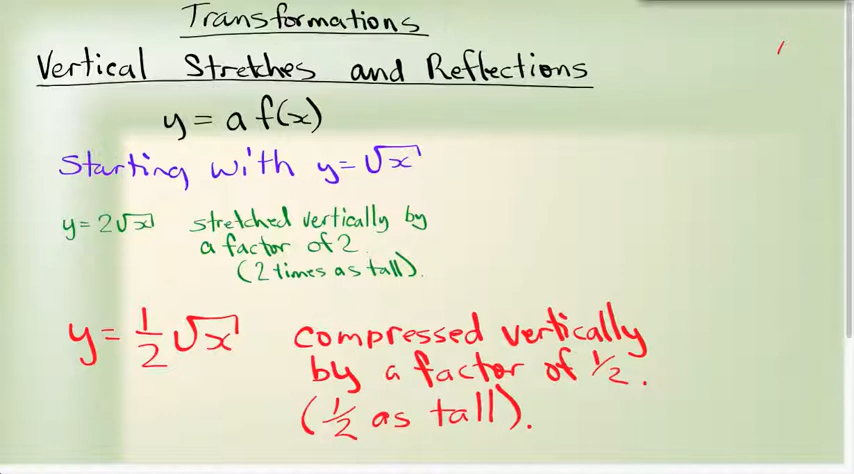 Transformations
Vertical Stretches and Reflections
y = a f(x)
Starting with y = √x
y = 2√x stretched vertically by
a factor of 2
(2 times as tall).
y = 1/2 √x compressed vertically
by a factor of 1/2.
(1/2 as tall).